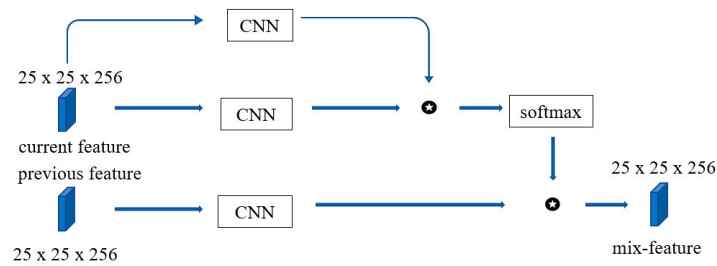 CNN
25 x 25 x 256
CNN
softmax
current feature
previous feature
25 x 25 x 256
CNN
mix-feature
25 x 25 x 256